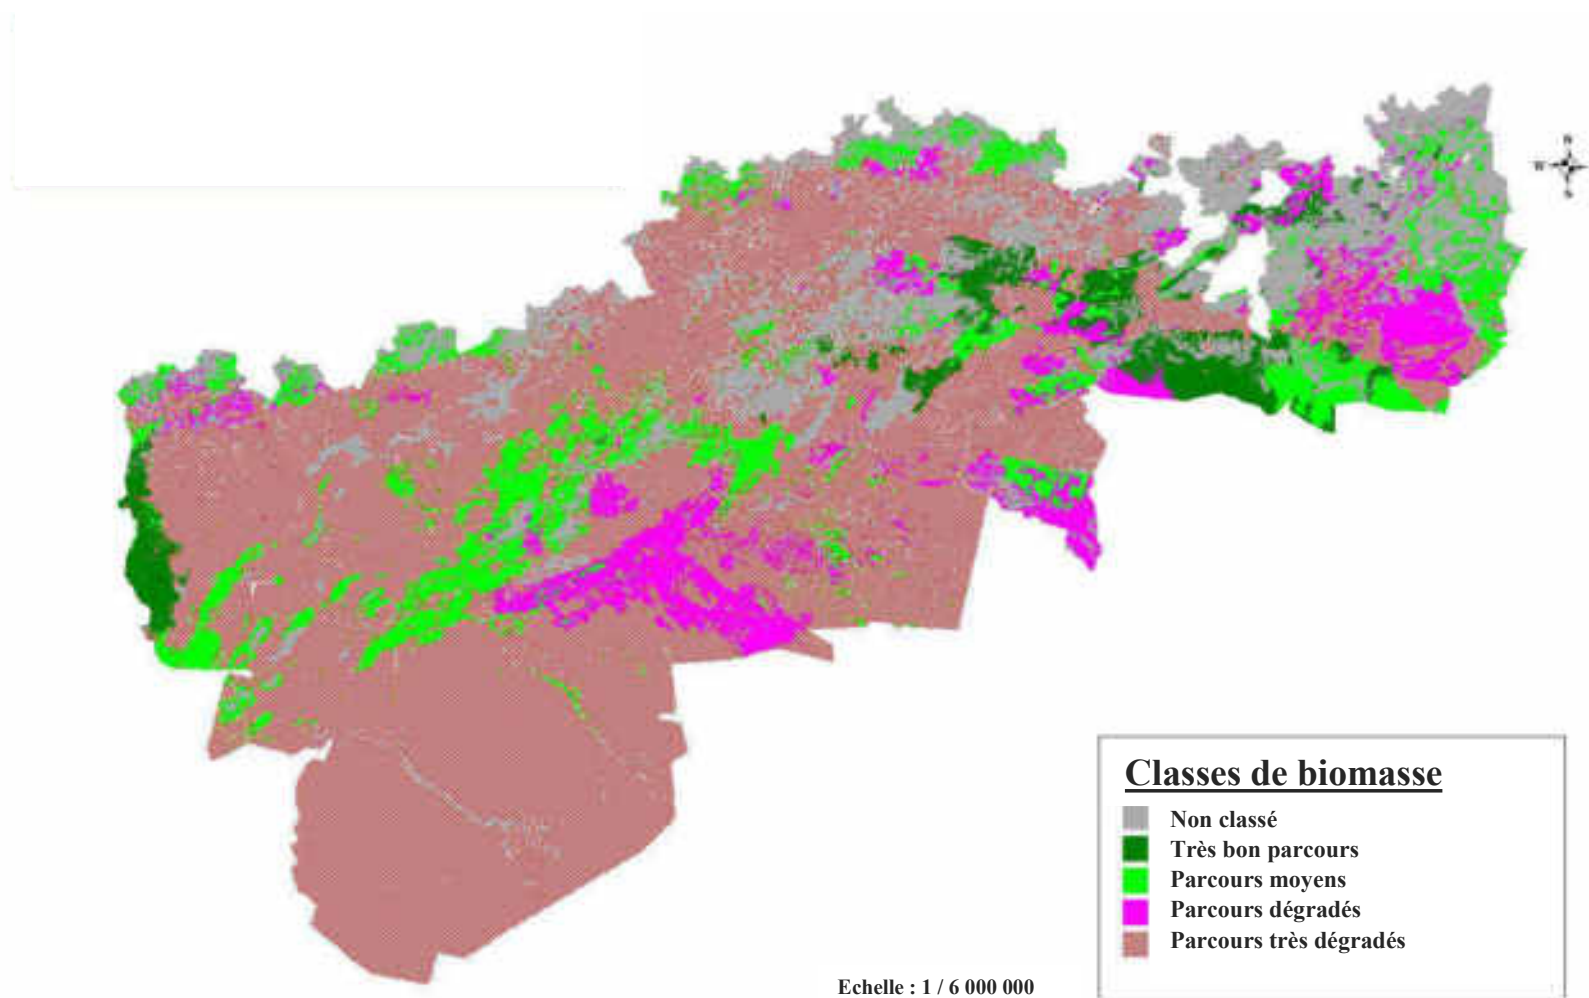 N
W
S
Classes de biomasse
Non classé
Très bon parcours
Parcours moyens
Parcours dégradés
Parcours très dégradés
Echelle : 1 / 6 000 000